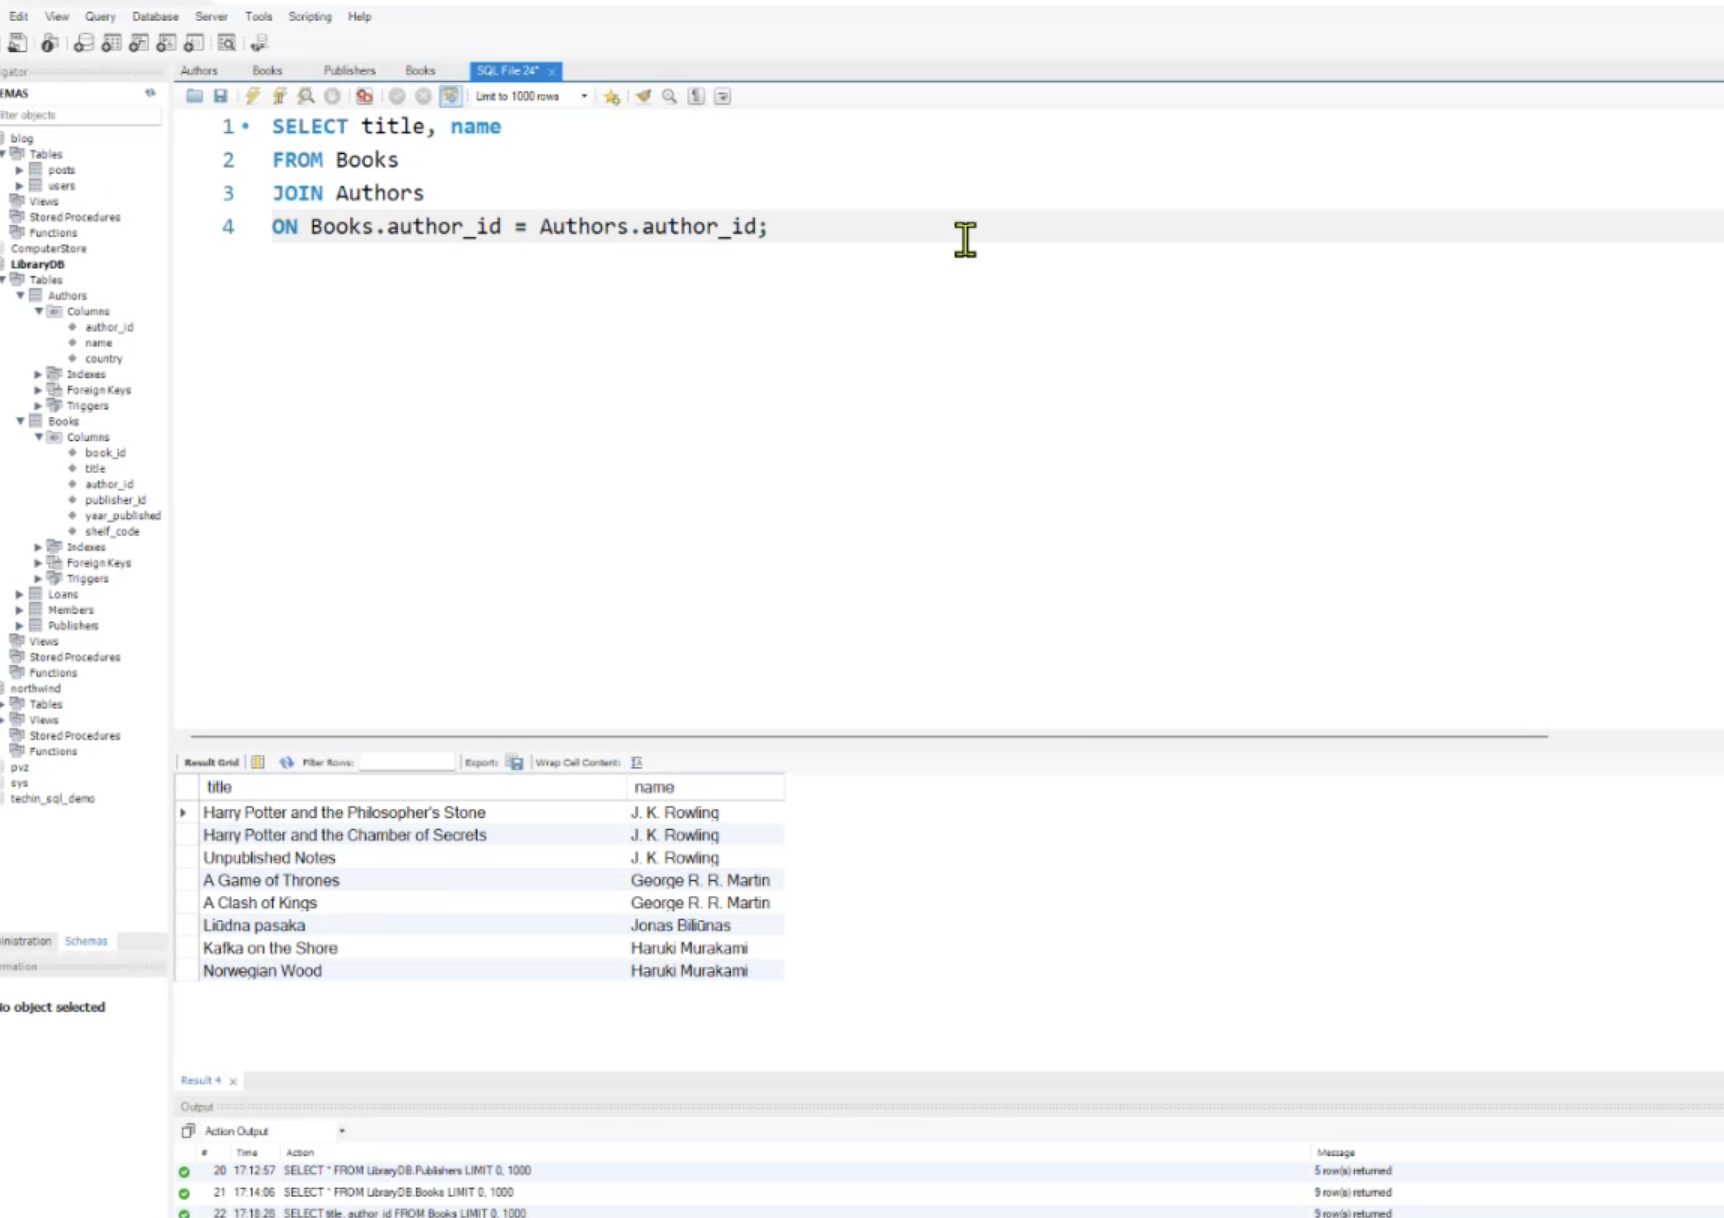 Edit View Query Database Server Tools Scripting Help
Authors Books Publishers Books SQL File 24*
EMAS
Limit to 1000 rows
blog
Tables
posts
users
Views
Stored Procedures
Functions
ComputerStore
LibraryDB
Tables
Authors
Columns
author_id
name
country
Indexes
Foreign Keys
Triggers
Books
Columns
book_id
title
author_id
publisher_id
year_published
shelf_code
Indexes
Foreign Keys
Triggers
Loans
Members
Publishers
Views
Stored Procedures
Functions
northwind
Tables
Views
Stored Procedures
Functions
pvz
sys
techin_sql_demo
inistration Schemas
rmation
lo object selected
1 SELECT title, name
2 FROM Books
3 JOIN Authors
4 ON Books.author_id = Authors.author_id;
Result Grid Filter Rows: Export: Wrap Cell Content:
title name
Harry Potter and the Philosopher's Stone J. K. Rowling
Harry Potter and the Chamber of Secrets J. K. Rowling
Unpublished Notes J. K. Rowling
A Game of Thrones George R. R. Martin
A Clash of Kings George R. R. Martin
Liūdna pasaka Jonas Biliūnas
Kafka on the Shore Haruki Murakami
Norwegian Wood Haruki Murakami
Result 4
Output
Action Output
# Time Action Message
20 17:12:57 SELECT * FROM LibraryDB.Publishers LIMIT 0, 1000 5 row(s) returned
21 17:14:06 SELECT * FROM LibraryDB.Books LIMIT 0, 1000 9 row(s) returned
22 17:18:28 SELECT title, author_id FROM Books LIMIT 0, 1000 9 row(s) returned